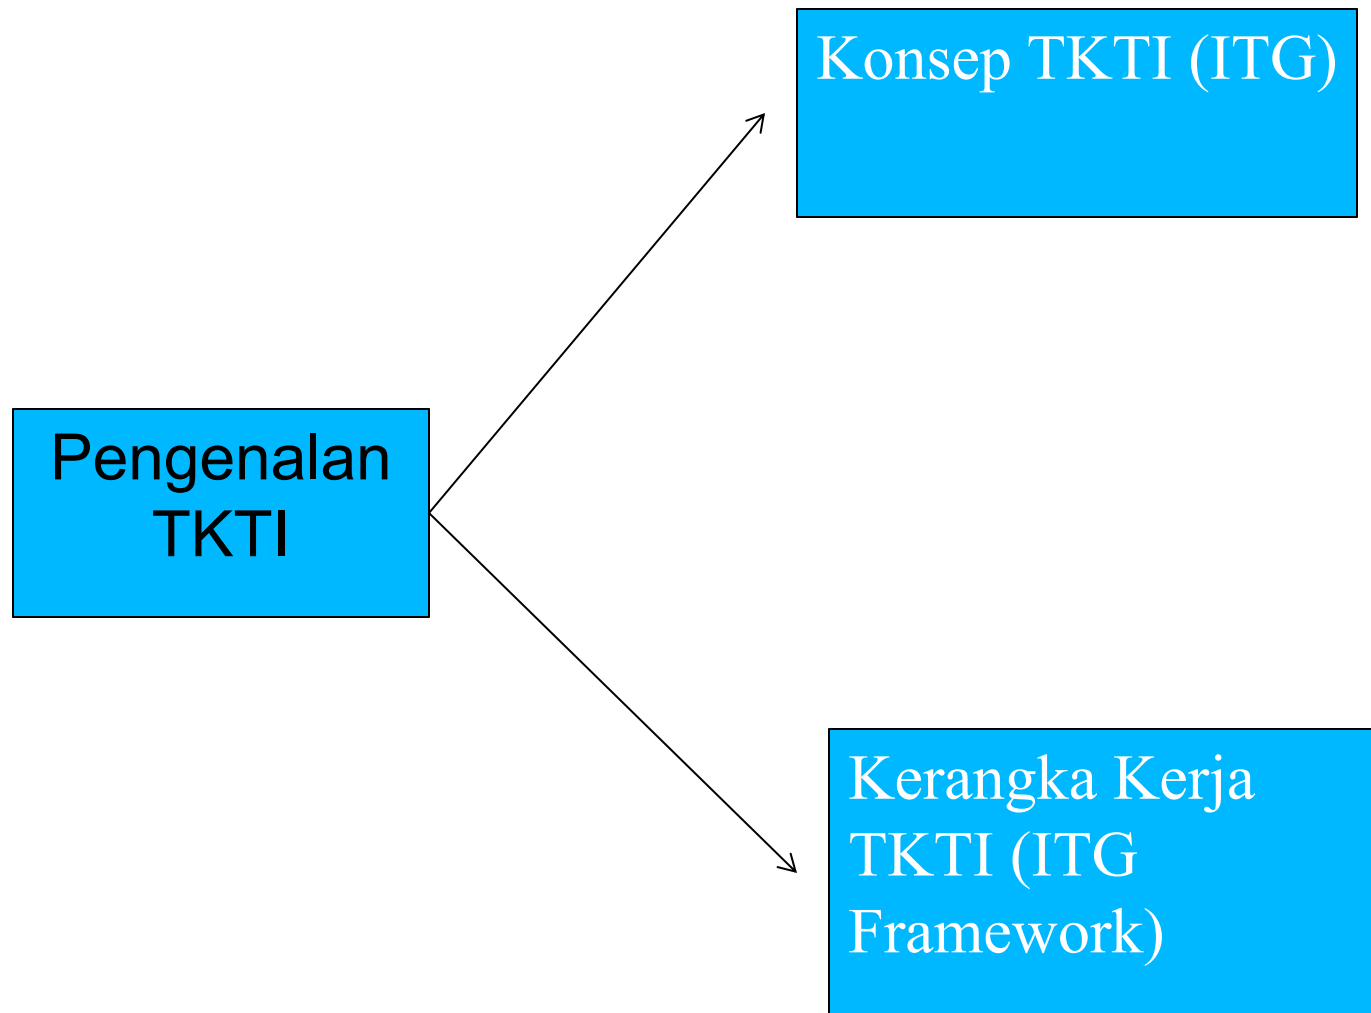 Konsep TKTI (ITG)
Pengenalan
TKTI
Kerangka Kerja
TKTI (ITG
Framework)